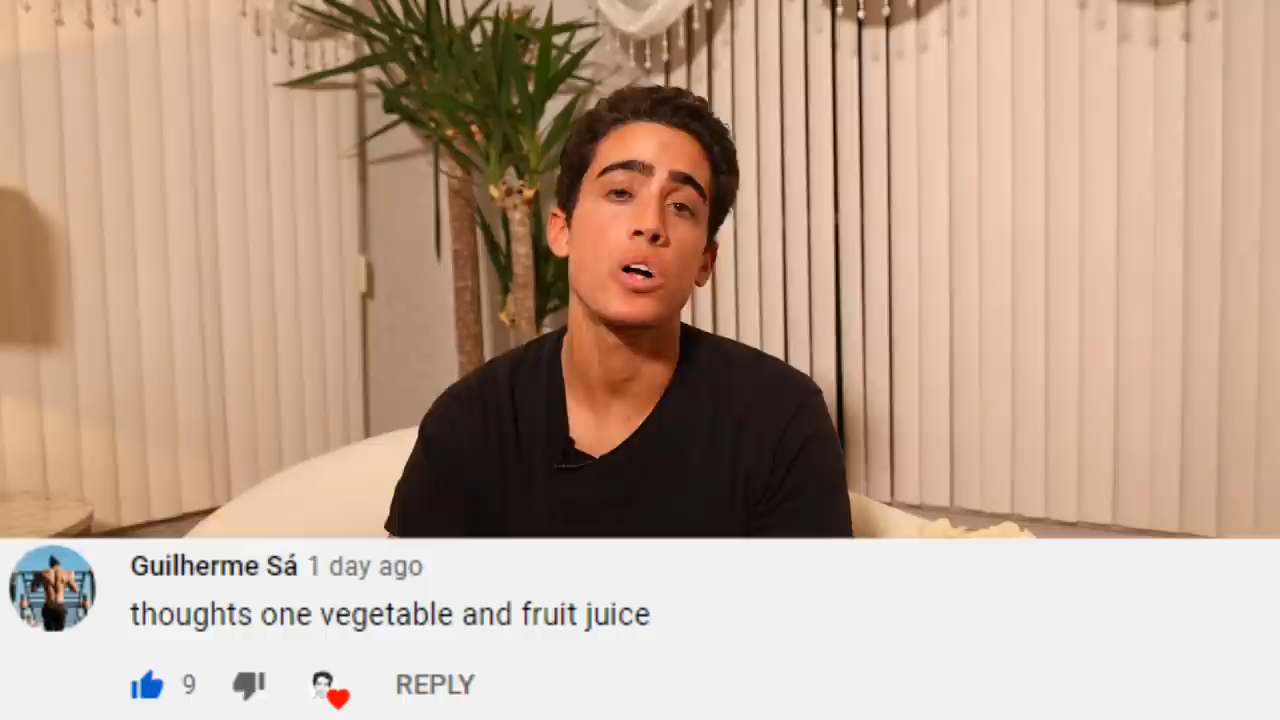 Guilherme Sá 1 day ago
thoughts one vegetable and fruit juice
9 REPLY